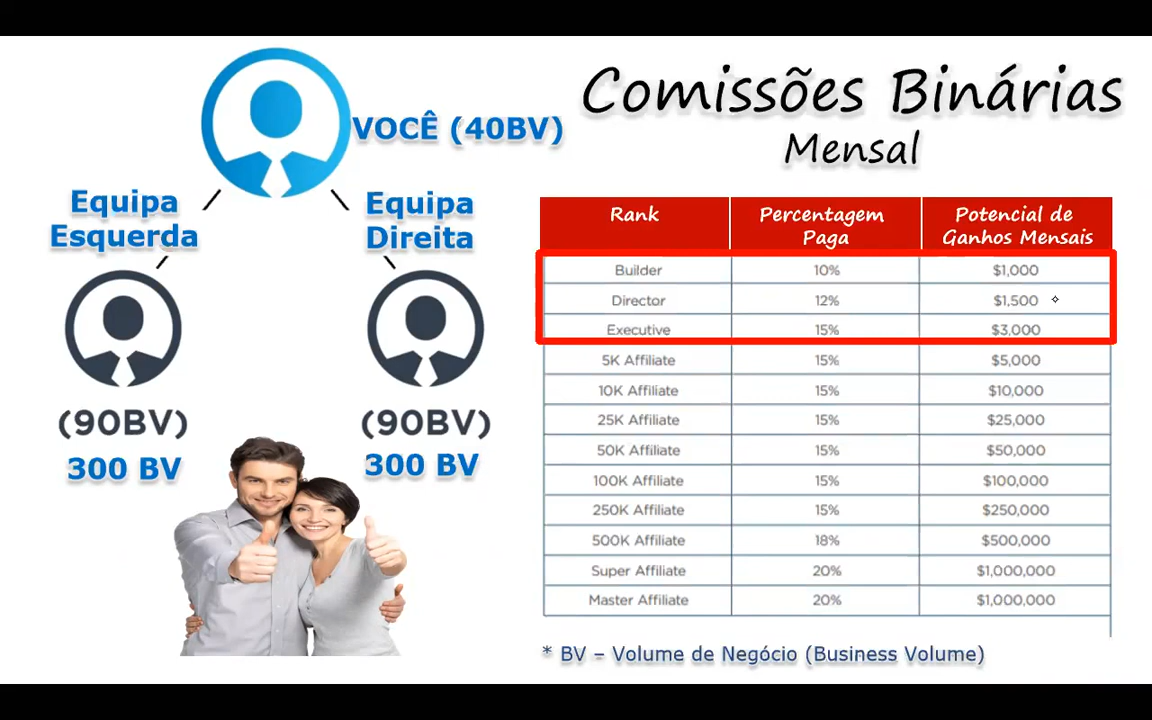 Comissões Binárias
Mensal
VOCÊ (40BV)
Equipa
Esquerda
Equipa
Direita
(90BV)
300 BV
(90BV)
300 BV
Rank Percentagem Paga Potencial de Ganhos Mensais
Builder 10% $1,000
Director 12% $1,500
Executive 15% $3,000
5K Affiliate 15% $5,000
10K Affiliate 15% $10,000
25K Affiliate 15% $25,000
50K Affiliate 15% $50,000
100K Affiliate 15% $100,000
250K Affiliate 15% $250,000
500K Affiliate 18% $500,000
Super Affiliate 20% $1,000,000
Master Affiliate 20% $1,000,000
* BV – Volume de Negócio (Business Volume)